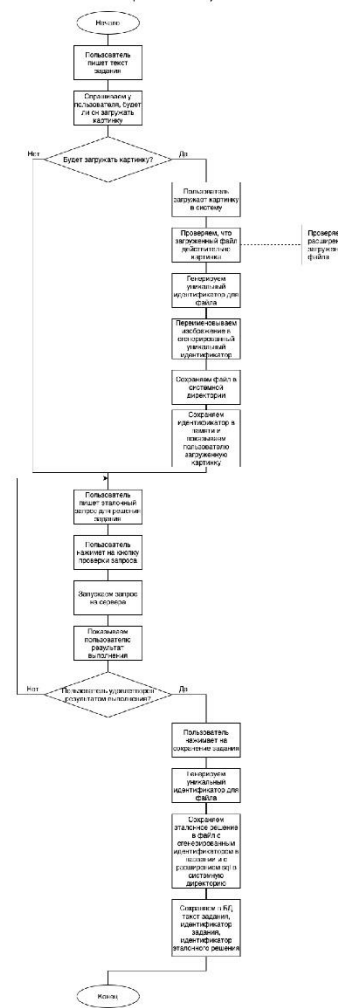 Начало
Пользователь
пишет текст
задания
Спрашиваем у
пользователя, будет
ли он загружать
картинку
Нет
Будет загружать картинку?
Да
Пользователь
загружает картинку
в систему
Проверяем, что
загруженный файл
действительно
картинка
Проверяе
расширен
загружен
файла
Генерируем
уникальный
идентификатор для
файла
Переименовываем
изображение в
сгенерированный
уникальный
идентификатор
Сохраняем файл в
системной
директории
Сохраняем
идентификатор в
памяти и
показываем
пользователю
загруженную
картинку
Пользователь
пишет эталонный
запрос для решения
задания
Пользователь
нажимет на кнопку
проверки запроса
Запускаем запрос
на сервере
Показываем
пользователю
результат
выполнения
Нет
Пользователь удовлетворен
результатом выполнения?
Да
Пользователь
нажимает на
сохранение задания
Генерируем
уникальный
идентификатор для
файла
Сохраняем
эталонное решение
в файл с
сгенерированным
идентификатором в
названии и с
расширением sql в
системную
директорию
Сохраняем в БД
текст задания,
идентификатор
задания,
идентификатор
эталонного решения
Конец